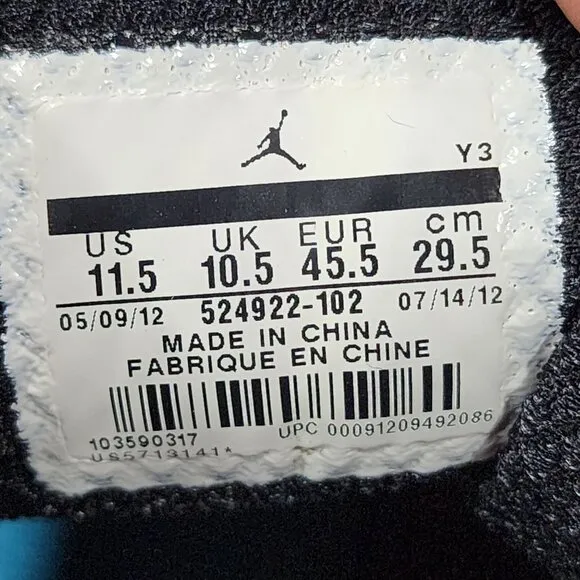 Y3
US UK EUR cm
11.5 10.5 45.5 29.5
05/09/12 524922-102 07/14/12
MADE IN CHINA
FABRIQUE EN CHINE
103590317 UPC 00091209492086
US5713141*